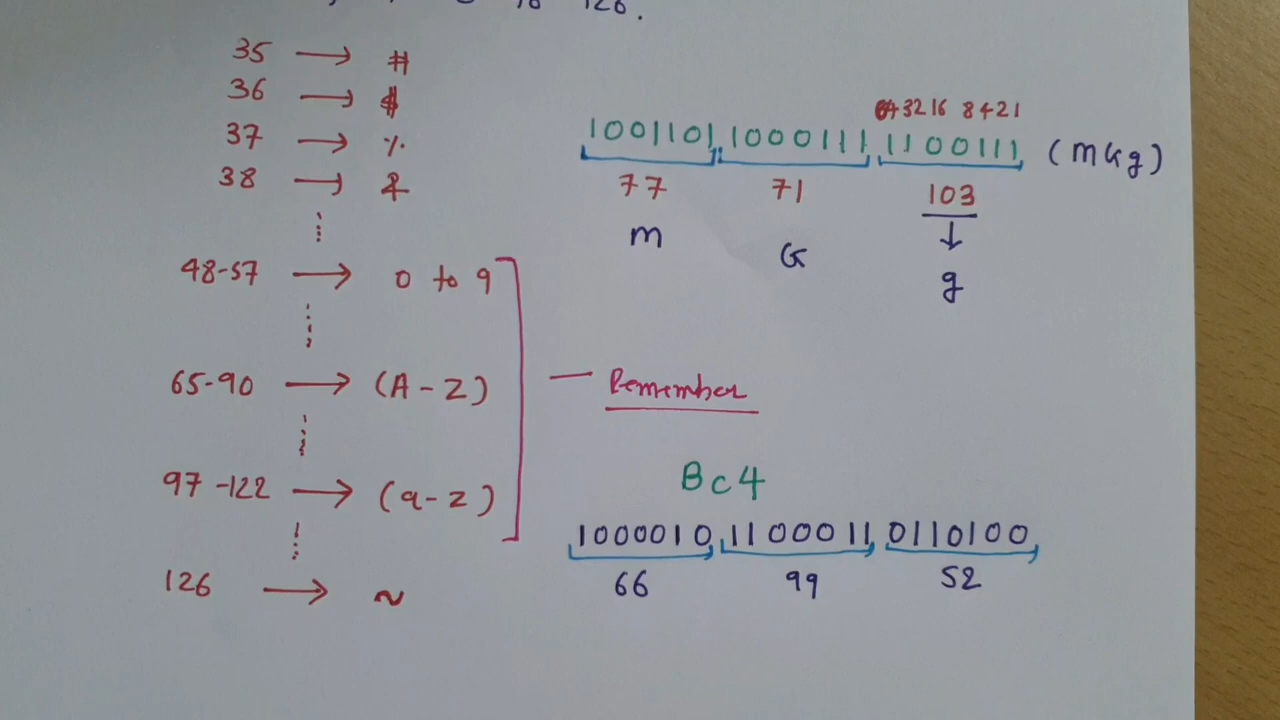 126.
35 → #
36 → $
37 → %
38 → &
48-57 → 0 to 9
65-90 → (A - Z)
97-122 → (a-z)
126 → ~
64 32 16 8 4 2 1
1001101 1000111 1100111 (MGg)
77 71 103
M G ↓
g
Remember
Bc4
1000010 1100011 0110100
66 99 52